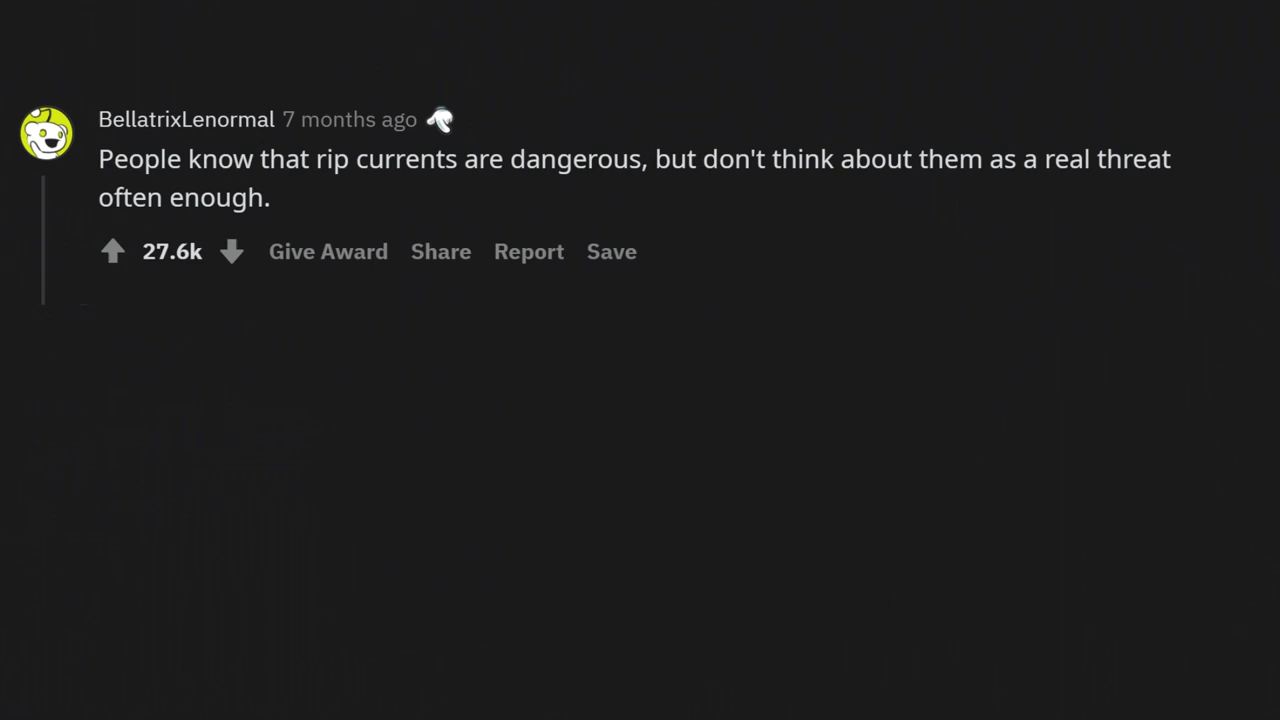 BellatrixLenormal 7 months ago
People know that rip currents are dangerous, but don't think about them as a real threat
often enough.
27.6k Give Award Share Report Save